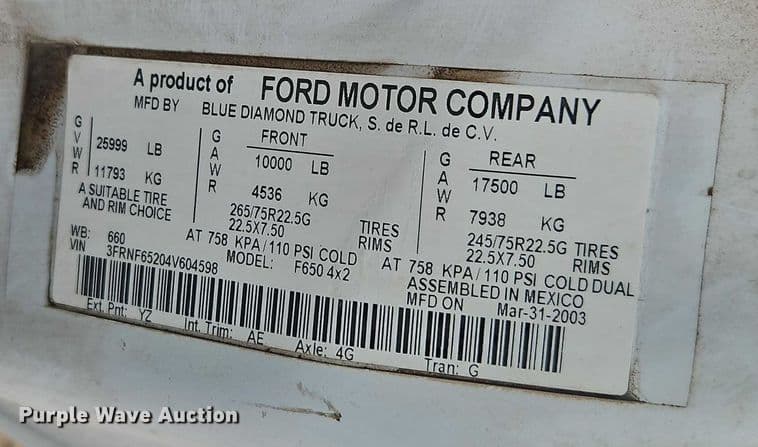 A product of FORD MOTOR COMPANY
MFD BY BLUE DIAMOND TRUCK, S. de R.L. de C.V.
GVWR 25999 LB
11793 KG
A SUITABLE TIRE
AND RIM CHOICE
GAWR FRONT
10000 LB
4536 KG
265/75R22.5G TIRES
22.5X7.50 RIMS
AT 758 KPA/110 PSI COLD
GAWR REAR
17500 LB
7938 KG
245/75R22.5G TIRES
22.5X7.50 RIMS
AT 758 KPA/110 PSI COLD DUAL
WB: 660
VIN 3FRNF65204V604598
MODEL: F650 4x2
ASSEMBLED IN MEXICO
MFD ON Mar-31-2003
Ext. Pnt: YZ Int. Trim: AE Axle: 4G Tran: G
Purple Wave Auction